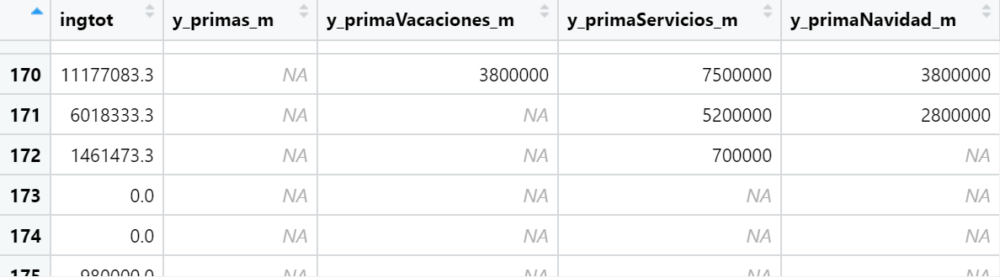 ingtot y_primas_m y_primaVacaciones_m y_primaServicios_m y_primaNavidad_m
170 11177083.3 NA 3800000 7500000 3800000
171 6018333.3 NA NA 5200000 2800000
172 1461473.3 NA NA 700000 NA
173 0.0 NA NA NA NA
174 0.0 NA NA NA NA
175 980000.0 NA NA NA NA